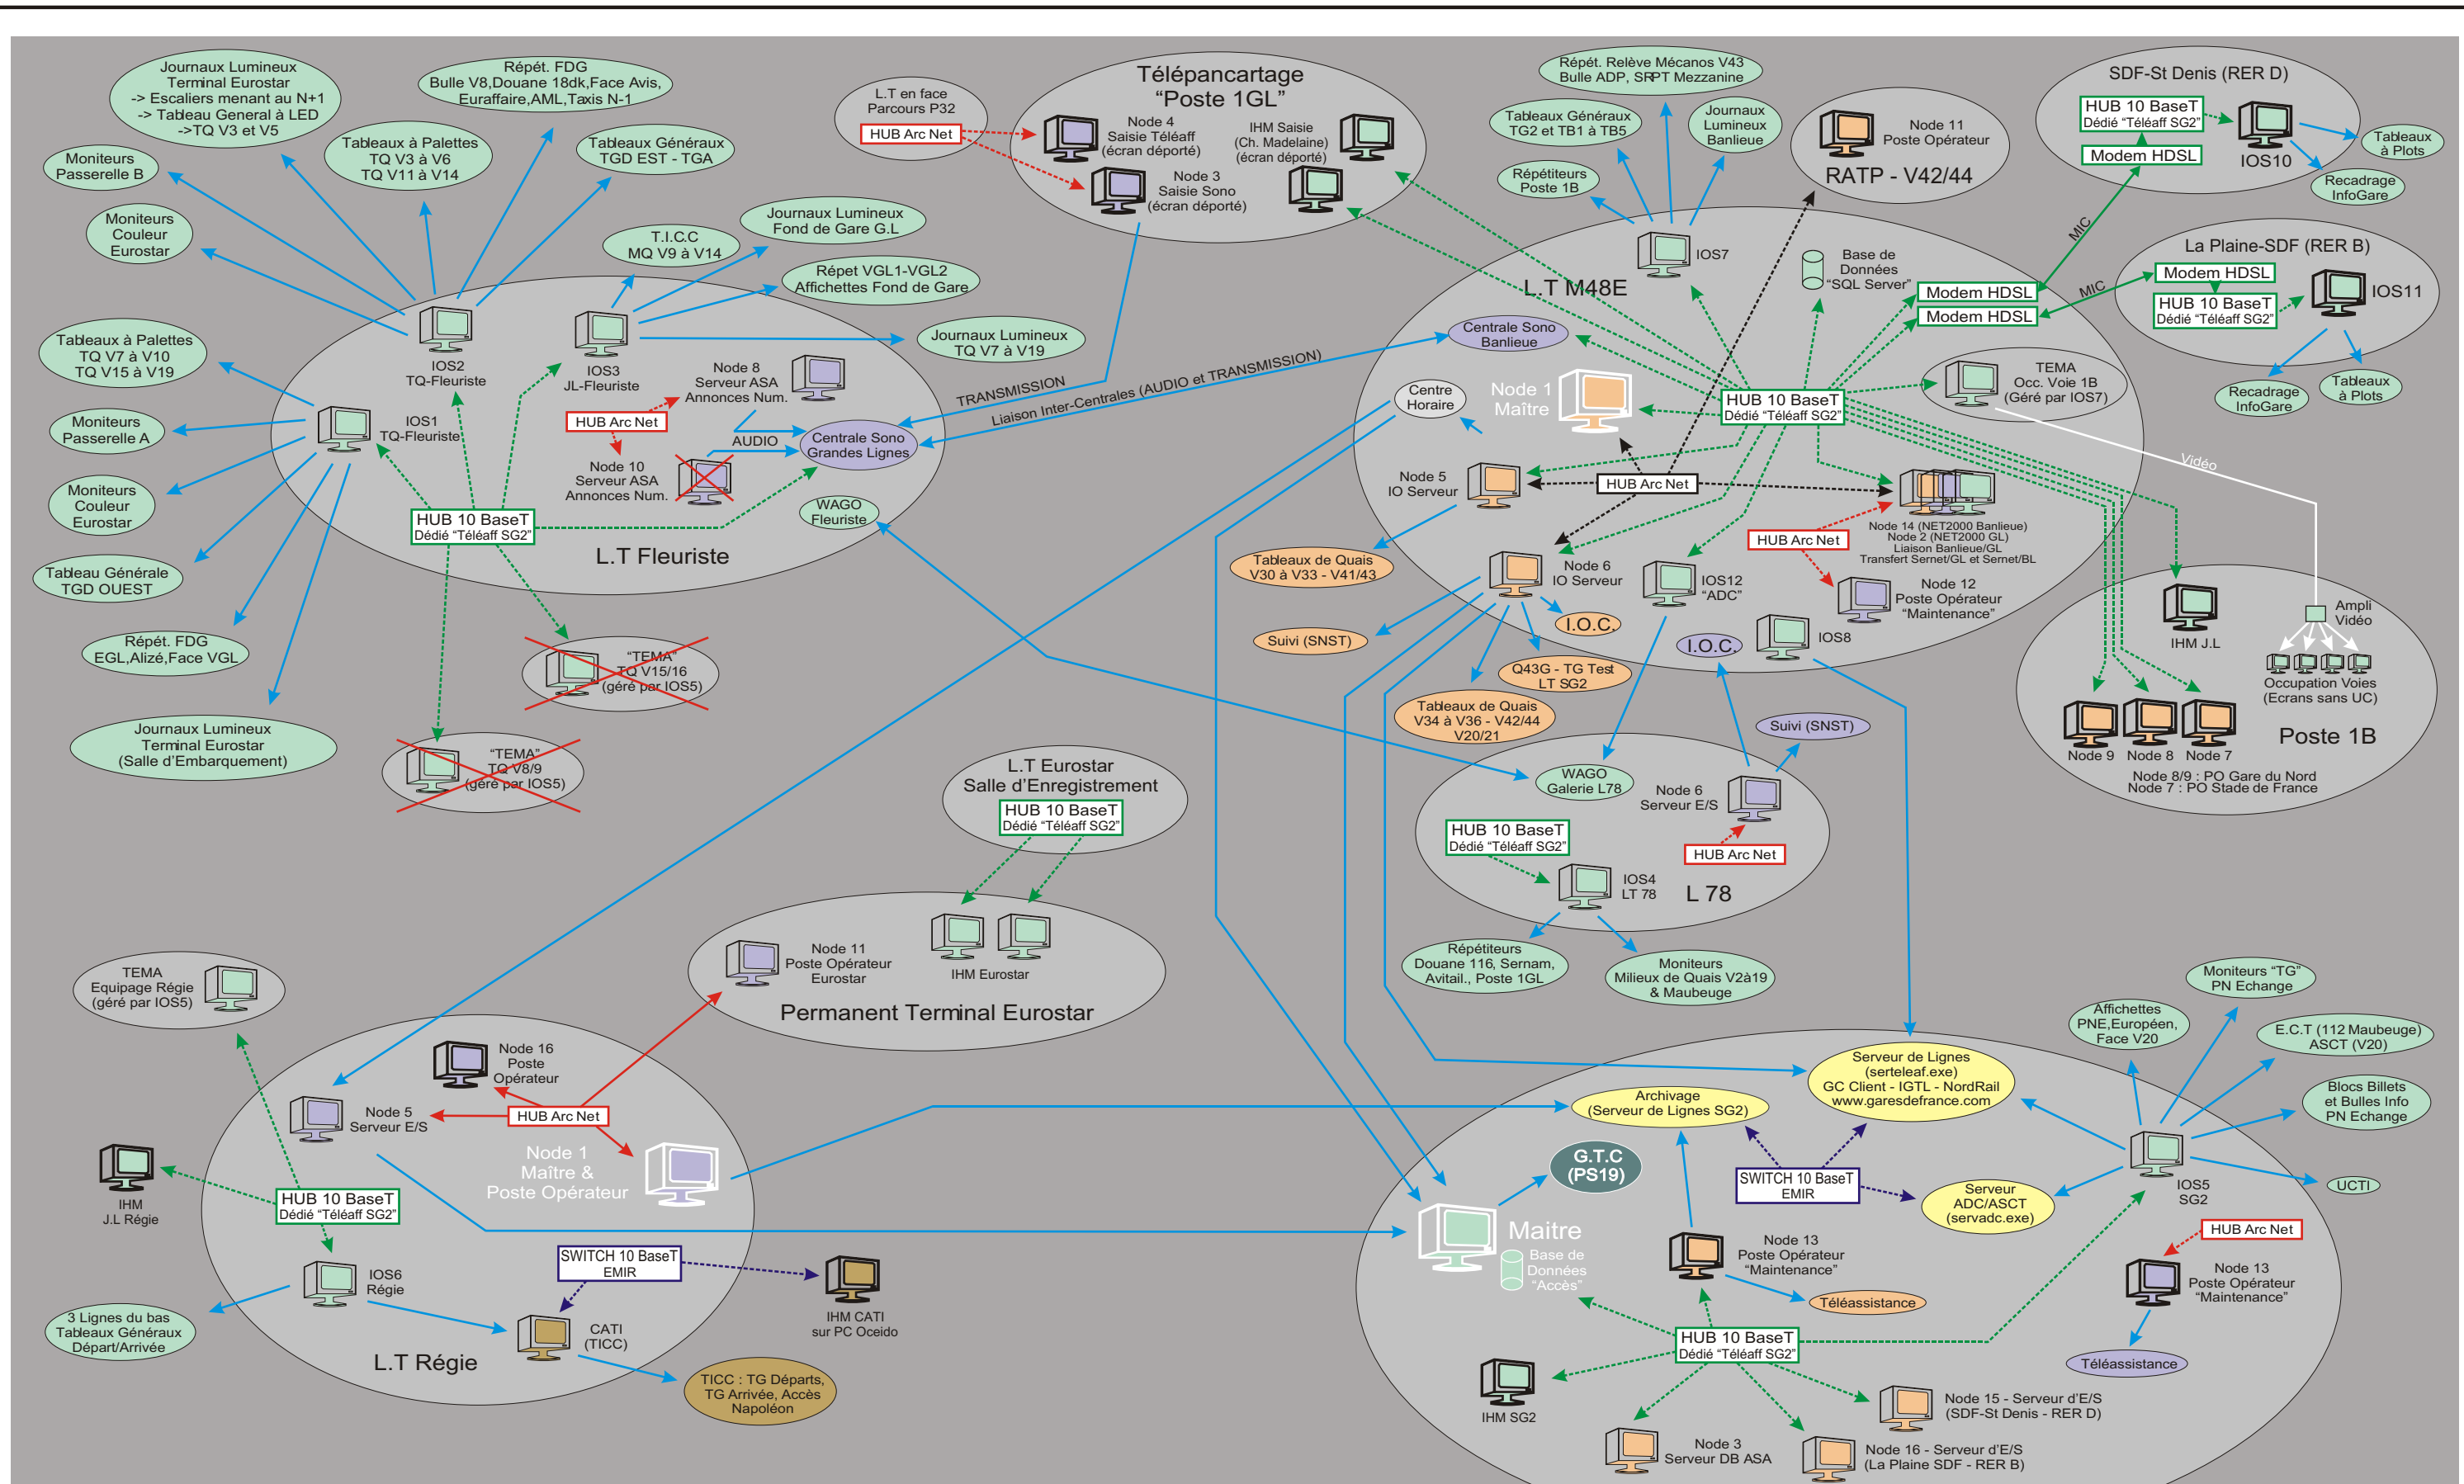 Journaux Lumineux
Terminal Eurostar
-> Escaliers menant au N+1
-> Tableau General à LED
->TQ V3 et V5
Répét. FDG
Bulle V8,Douane 18dk,Face Avis,
Euraffaire,AML,Taxis N-1
Moniteurs
Passerelle B
Tableaux à Palettes
TQ V3 à V6
TQ V11 à V14
Tableaux Généraux
TGD EST - TGA
Moniteurs
Couleur
Eurostar
T.I.C.C
MQ V9 à V14
Journaux Lumineux
Fond de Gare G.L
Répet VGL1-VGL2
Affichettes Fond de Gare
Journaux Lumineux
TQ V7 à V19
Tableaux à Palettes
TQ V7 à V10
TQ V15 à V19
Moniteurs
Passerelle A
Moniteurs
Couleur
Eurostar
Tableau Générale
TGD OUEST
Répét. FDG
EGL,Alizé,Face VGL
Journaux Lumineux
Terminal Eurostar
(Salle d'Embarquement)
IOS2
TQ-Fleuriste
IOS3
JL-Fleuriste
IOS1
TQ-Fleuriste
Node 8
Serveur ASA
Annonces Num.
HUB Arc Net
Node 10
Serveur ASA
Annonces Num.
AUDIO
Centrale Sono
Grandes Lignes
WAGO
Fleuriste
HUB 10 BaseT
Dédié “Téléaff SG2”
L.T Fleuriste
“TEMA”
TQ V15/16
(géré par IOS5)
“TEMA”
TQ V8/9
(géré par IOS5)
TRANSMISSION
Liaison Inter-Centrales (AUDIO et TRANSMISSION)
L.T en face
Parcours P32
HUB Arc Net
Télépancartage
“Poste 1GL”
Node 4
Saisie Téléaff
(écran déporté)
IHM Saisie
(Ch. Madelaine)
(écran déporté)
Node 3
Saisie Sono
(écran déporté)
Répét. Relève Mécanos V43
Bulle ADP, SRPT Mezzanine
Tableaux Généraux
TG2 et TB1 à TB5
Journaux
Lumineux
Banlieue
Répétiteurs
Poste 1B
Node 11
Poste Opérateur
RATP - V42/44
SDF-St Denis (RER D)
HUB 10 BaseT
Dédié “Téléaff SG2”
Modem HDSL
IOS10
Tableaux
à Plots
Recadrage
InfoGare
MIC
La Plaine-SDF (RER B)
Modem HDSL
HUB 10 BaseT
Dédié “Téléaff SG2”
IOS11
MIC
Recadrage
InfoGare
Tableaux
à Plots
L.T M48E
IOS7
Base de
Données
“SQL Server”
Modem HDSL
Modem HDSL
Centrale Sono
Banlieue
Centre
Horaire
Node 1
Maître
HUB 10 BaseT
Dédié “Téléaff SG2”
TEMA
Occ. Voie 1B
(Géré par IOS7)
Vidéo
Node 5
IO Serveur
HUB Arc Net
Node 14 (NET2000 Banlieue)
Node 2 (NET2000 GL)
Liaison Banlieue/GL
Transfert Sernet/GL et Sernet/BL
HUB Arc Net
Node 12
Poste Opérateur
“Maintenance”
Tableaux de Quais
V30 à V33 - V41/43
Node 6
IO Serveur
IOS12
“ADC”
IOS8
Suivi (SNST)
I.O.C.
I.O.C.
Q43G - TG Test
LT SG2
Tableaux de Quais
V34 à V36 - V42/44
V20/21
Suivi (SNST)
IHM J.L
Ampli
Vidéo
Occupation Voies
(Ecrans sans UC)
Node 9
Node 8
Node 7
Poste 1B
Node 8/9 : PO Gare du Nord
Node 7 : PO Stade de France
WAGO
Galerie L78
Node 6
Serveur E/S
HUB 10 BaseT
Dédié “Téléaff SG2”
HUB Arc Net
IOS4
LT 78
L 78
Répétiteurs
Douane 116, Sernam,
Avitail., Poste 1GL
Moniteurs
Milieux de Quais V2à19
& Maubeuge
L.T Eurostar
Salle d'Enregistrement
HUB 10 BaseT
Dédié “Téléaff SG2”
Node 11
Poste Opérateur
Eurostar
IHM Eurostar
Permanent Terminal Eurostar
TEMA
Equipage Régie
(géré par IOS5)
Node 16
Poste
Opérateur
Node 5
Serveur E/S
HUB Arc Net
Node 1
Maître &
Poste Opérateur
IHM
J.L Régie
HUB 10 BaseT
Dédié “Téléaff SG2”
IOS6
Régie
SWITCH 10 BaseT
EMIR
3 Lignes du bas
Tableaux Généraux
Départ/Arrivée
L.T Régie
CATI
(TICC)
IHM CATI
sur PC Oceido
TICC : TG Départs,
TG Arrivée, Accès
Napoléon
Archivage
(Serveur de Lignes SG2)
Serveur de Lignes
(serteleaf.exe)
GC Client - IGTL - NordRail
www.garesdefrance.com
Affichettes
PNE,Européen,
Face V20
Moniteurs “TG”
PN Echange
E.C.T (112 Maubeuge)
ASCT (V20)
Blocs Billets
et Bulles Info
PN Echange
UCTI
G.T.C
(PS19)
SWITCH 10 BaseT
EMIR
Serveur
ADC/ASCT
(servadc.exe)
IOS5
SG2
HUB Arc Net
Maitre
Base de
Données
“Accès”
Node 13
Poste Opérateur
“Maintenance”
Téléassistance
Node 13
Poste Opérateur
“Maintenance”
Téléassistance
HUB 10 BaseT
Dédié “Téléaff SG2”
IHM SG2
Node 3
Serveur DB ASA
Node 15 - Serveur d'E/S
(SDF-St Denis - RER D)
Node 16 - Serveur d'E/S
(La Plaine SDF - RER B)